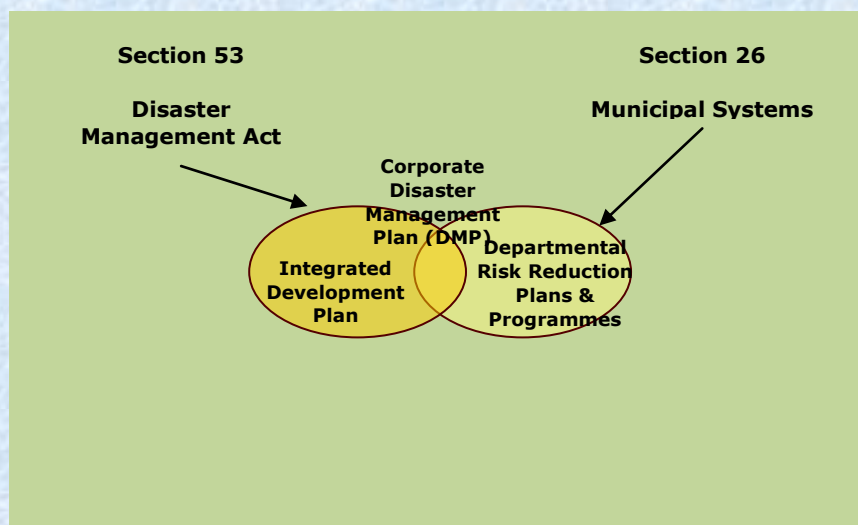 Section 53
Disaster
Management Act
Section 26
Municipal Systems
Corporate
Disaster
Management
Plan (DMP)
Integrated
Development
Plan
Departmental
Risk Reduction
Plans &
Programmes